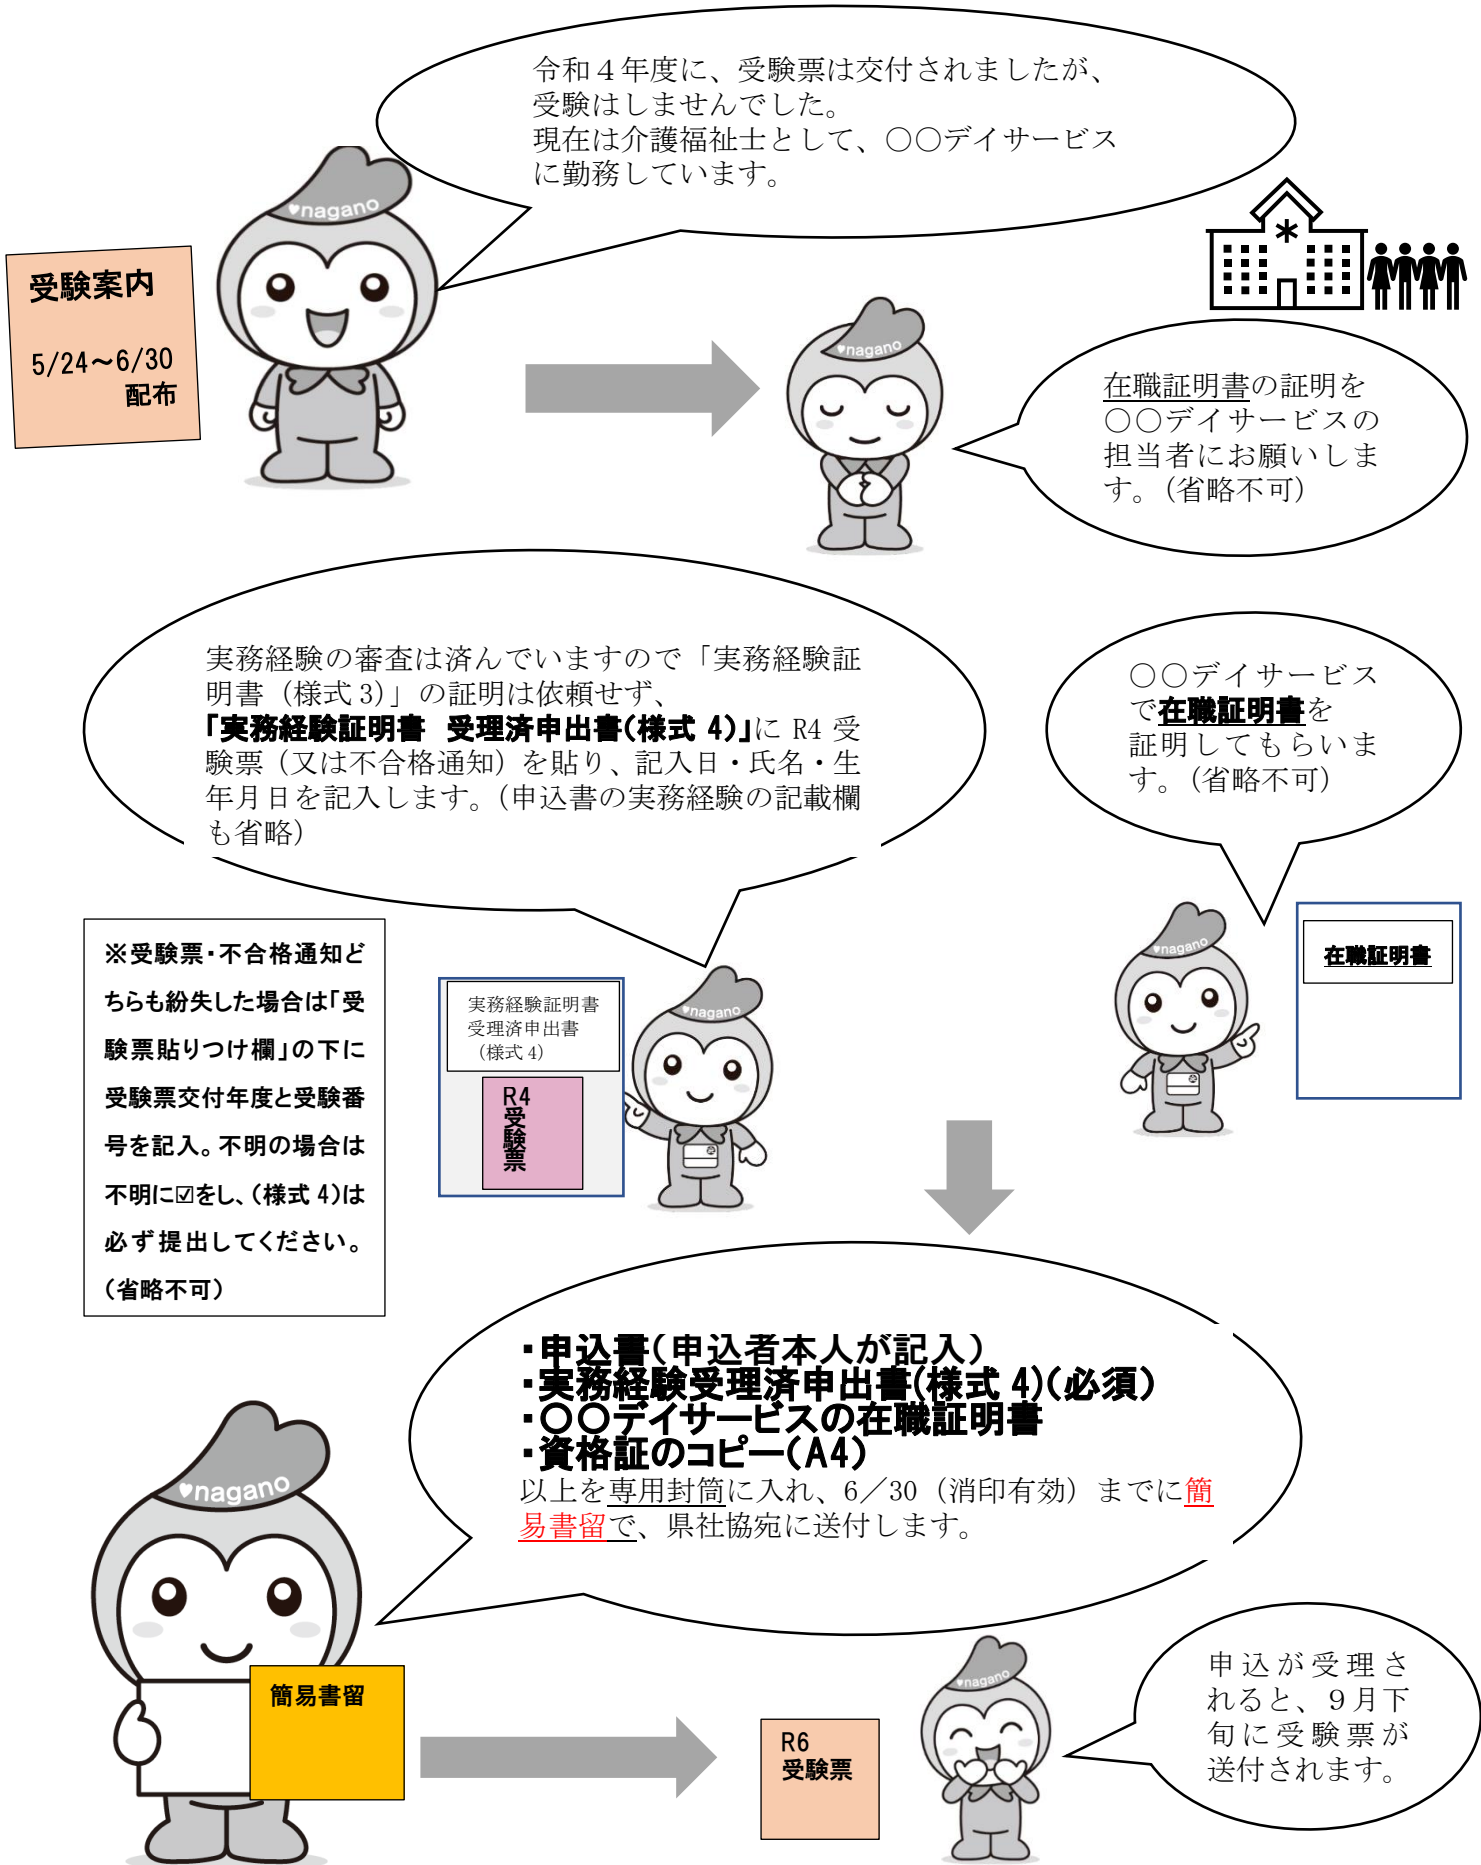 令和４年度に、受験票は交付されましたが、
受験はしませんでした。
現在は介護福祉士として、〇〇デイサービス
に勤務しています。
♥nagano
受験案内
5/24～6/30
配布
♥nagano
在職証明書の証明を
〇〇デイサービスの
担当者にお願いしま
す。（省略不可）
実務経験の審査は済んでいますので「実務経験証
明書（様式 3）」の証明は依頼せず、
「実務経験証明書　受理済申出書（様式 4）」に R4 受
験票（又は不合格通知）を貼り、記入日・氏名・生
年月日を記入します。（申込書の実務経験の記載欄
も省略）
〇〇デイサービス
で在職証明書を
証明してもらいま
す。（省略不可）
※受験票・不合格通知ど
ちらも紛失した場合は「受
験票貼りつけ欄」の下に
受験票交付年度と受験番
号を記入。不明の場合は
不明に☑をし、（様式 4）は
必ず提出してください。
（省略不可）
実務経験証明書
受理済申出書
（様式 4）
R4
受験票
♥nagano
♥nagano
在職証明書
・申込書（申込者本人が記入）
・実務経験受理済申出書（様式 4）（必須）
・〇〇デイサービスの在職証明書
・資格証のコピー（A4）
以上を専用封筒に入れ、6／30（消印有効）までに簡
易書留で、県社協宛に送付します。
♥nagano
簡易書留
R6
受験票
♥nagano
申込が受理さ
れると、９月下
旬に受験票が
送付されます。